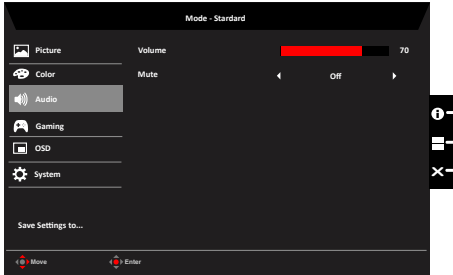 Mode - Standard
Picture
Volume 70
Color
Mute Off
Audio
Gaming
OSD
System
Save Settings to...
Move Enter